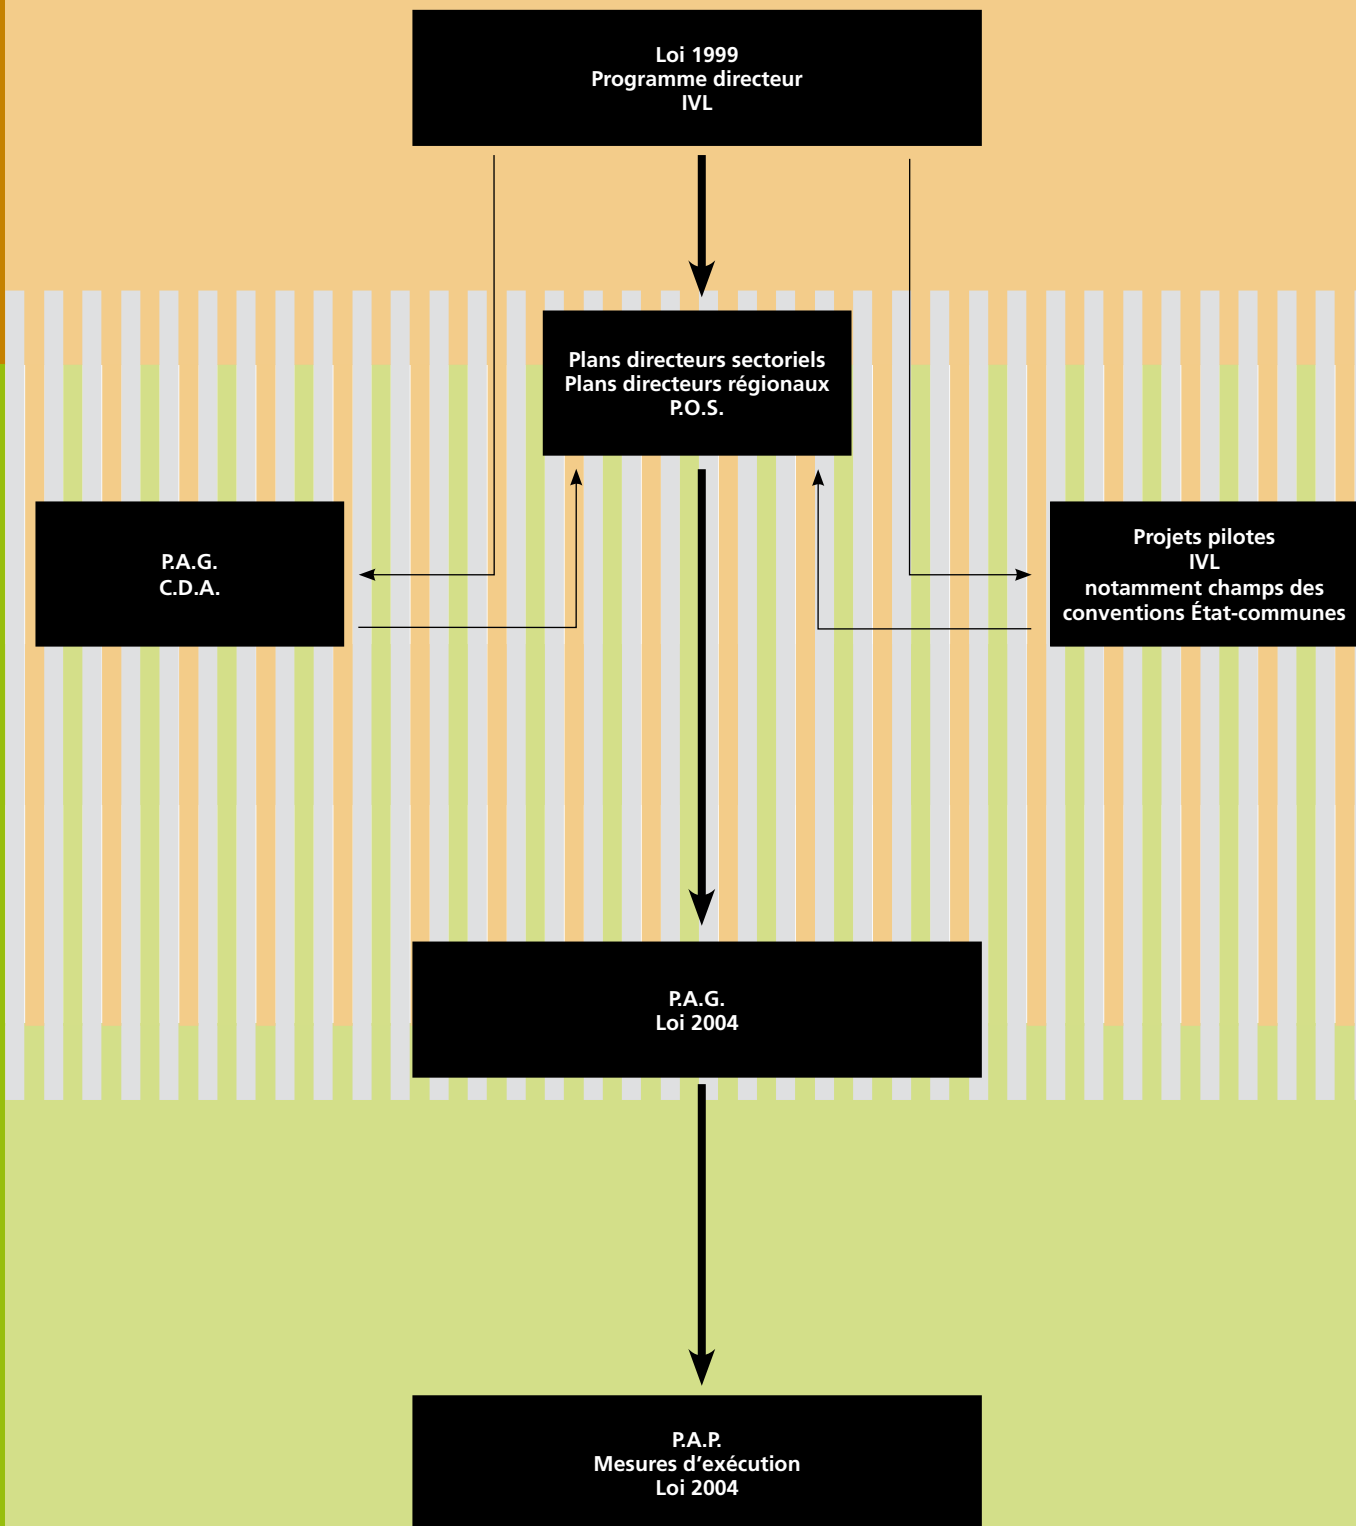 Loi 1999
Programme directeur
IVL
Plans directeurs sectoriels
Plans directeurs régionaux
P.O.S.
P.A.G.
C.D.A.
Projets pilotes
IVL
notamment champs des
conventions État-communes
P.A.G.
Loi 2004
P.A.P.
Mesures d’exécution
Loi 2004